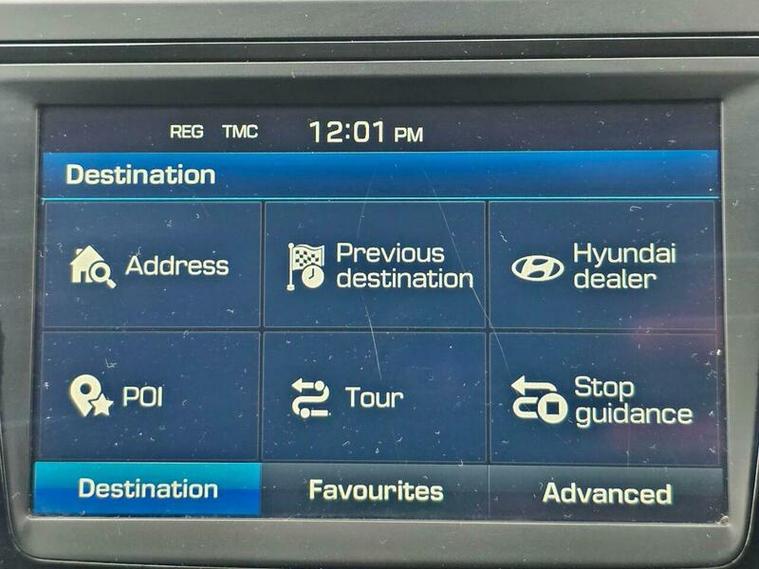 REG TMC 12:01 PM
Destination
Address
Previous
destination
Hyundai
dealer
POI
Tour
Stop
guidance
Destination
Favourites
Advanced